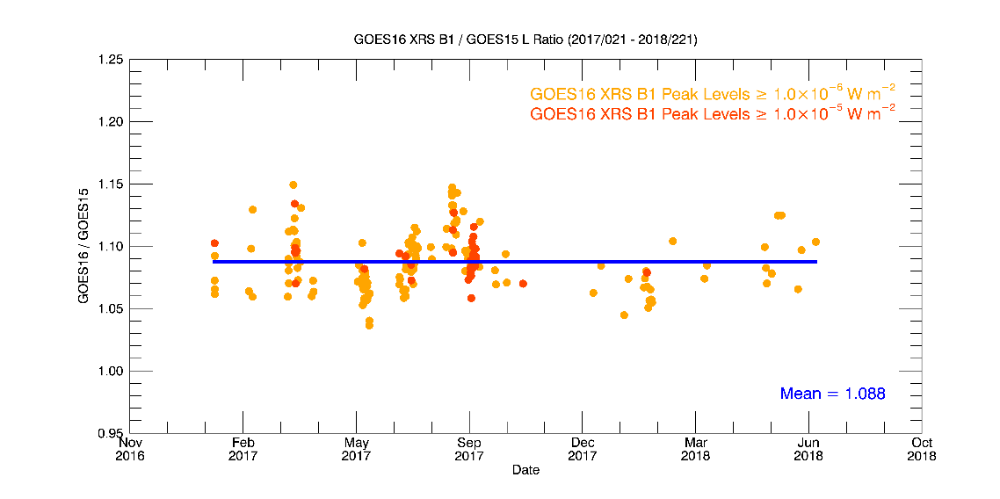 GOES16 XRS B1 / GOES15 L Ratio (2017/021 - 2018/221)
1.25
GOES16 XRS B1 Peak Levels ≥ 1.0×10⁻⁶ W m⁻²
GOES16 XRS B1 Peak Levels ≥ 1.0×10⁻⁵ W m⁻²
1.20
1.15
GOES16 / GOES15
1.10
1.05
1.00
Mean = 1.088
0.95
Nov Feb May Sep Dec Mar Jun Oct
2016 2017 2017 2017 2017 2018 2018 2018
Date